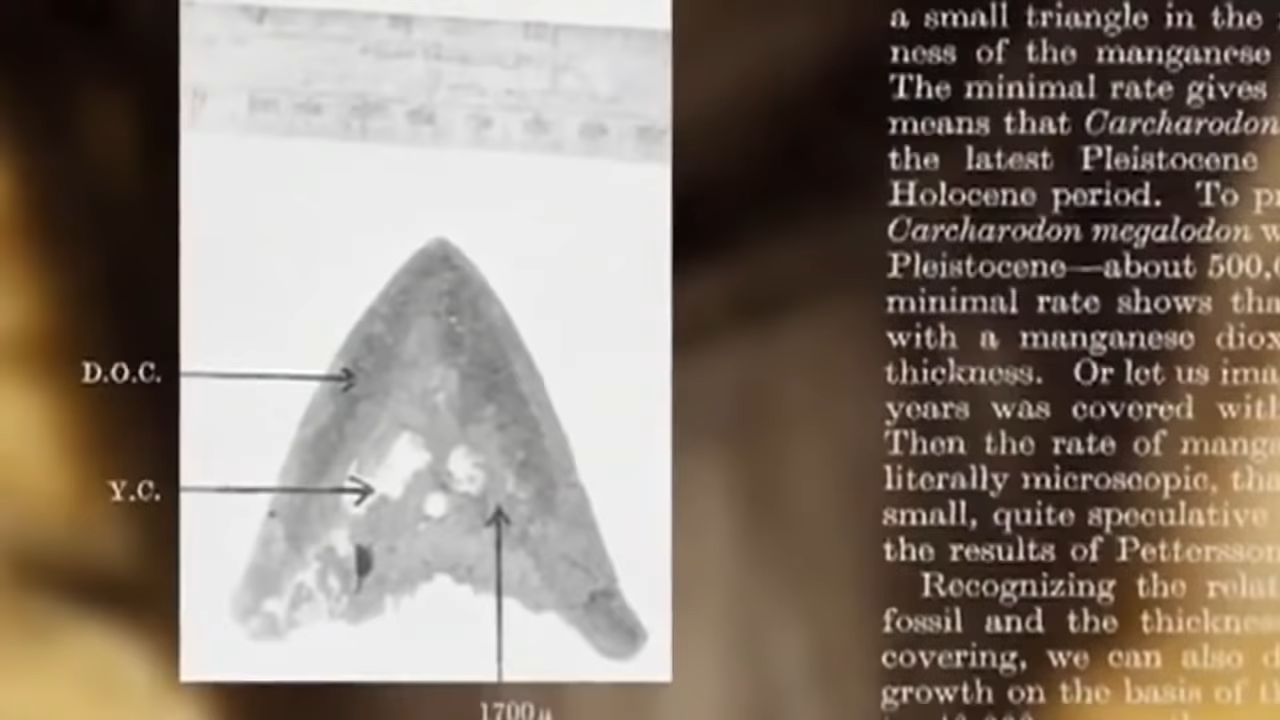 D.O.C.
Y.C.
1700 µ
a small triangle in the
ness of the manganese
The minimal rate gives
means that Carcharodon
the latest Pleistocene
Holocene period. To
Carcharodon megalodon
Pleistocene—about
minimal rate shows
with a manganese
thickness. Or let us
years was covered
Then the rate of
literally microscopic,
small, quite speculative
the results of Pettersson
Recognizing the
fossil and the
covering, we can also
growth on the basis of